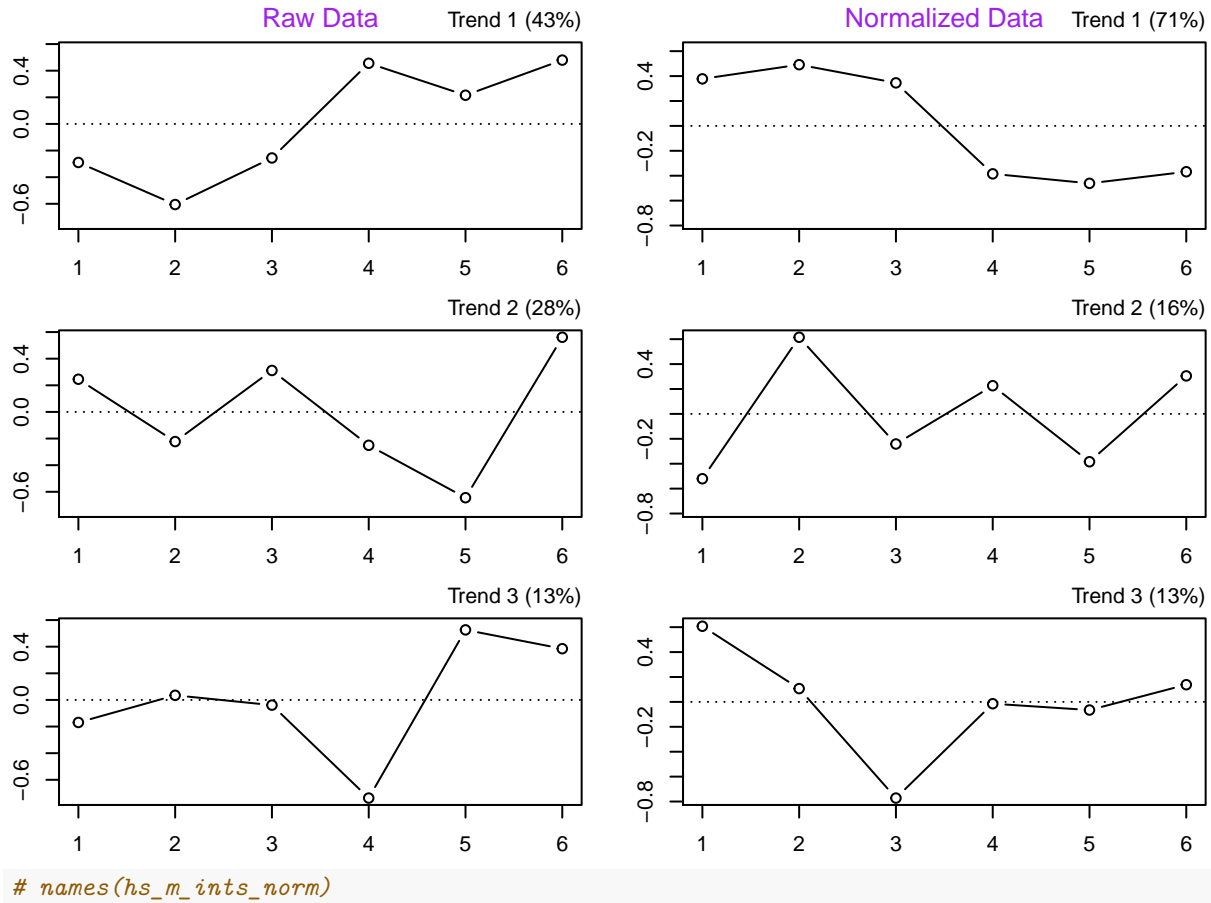 Raw Data Trend 1 (43%)
0.4
0.0
−0.6
1 2 3 4 5 6
Normalized Data Trend 1 (71%)
0.4
−0.2
−0.8
1 2 3 4 5 6
Trend 2 (28%)
0.4
0.0
−0.6
1 2 3 4 5 6
Trend 2 (16%)
0.4
−0.2
−0.8
1 2 3 4 5 6
Trend 3 (13%)
0.4
0.0
−0.6
1 2 3 4 5 6
Trend 3 (13%)
0.4
−0.2
−0.8
1 2 3 4 5 6
# names(hs_m_ints_norm)